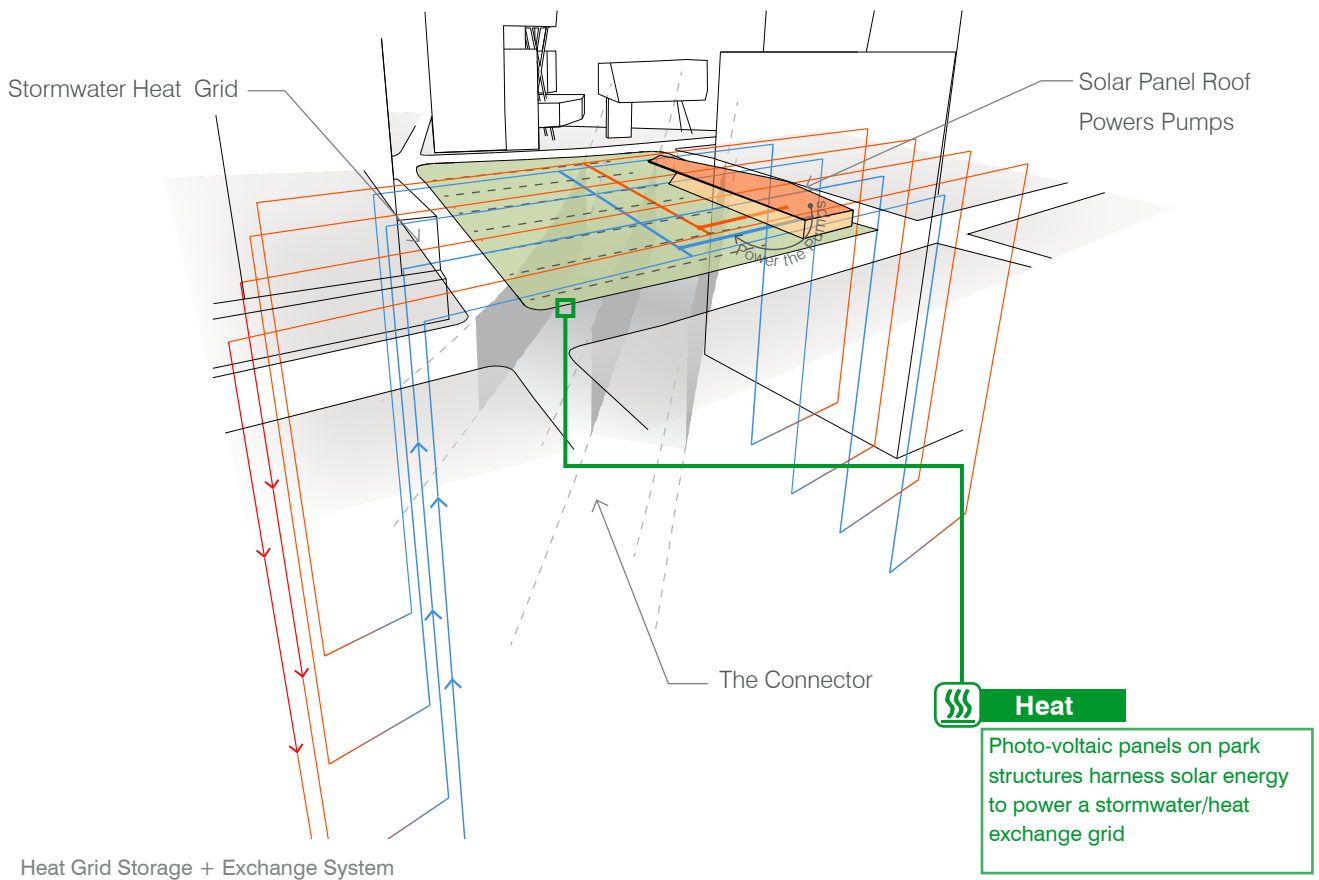 Stormwater Heat Grid
Solar Panel Roof
Powers Pumps
Power the Pumps
The Connector
Heat
Photo-voltaic panels on park
structures harness solar energy
to power a stormwater/heat
exchange grid
Heat Grid Storage + Exchange System